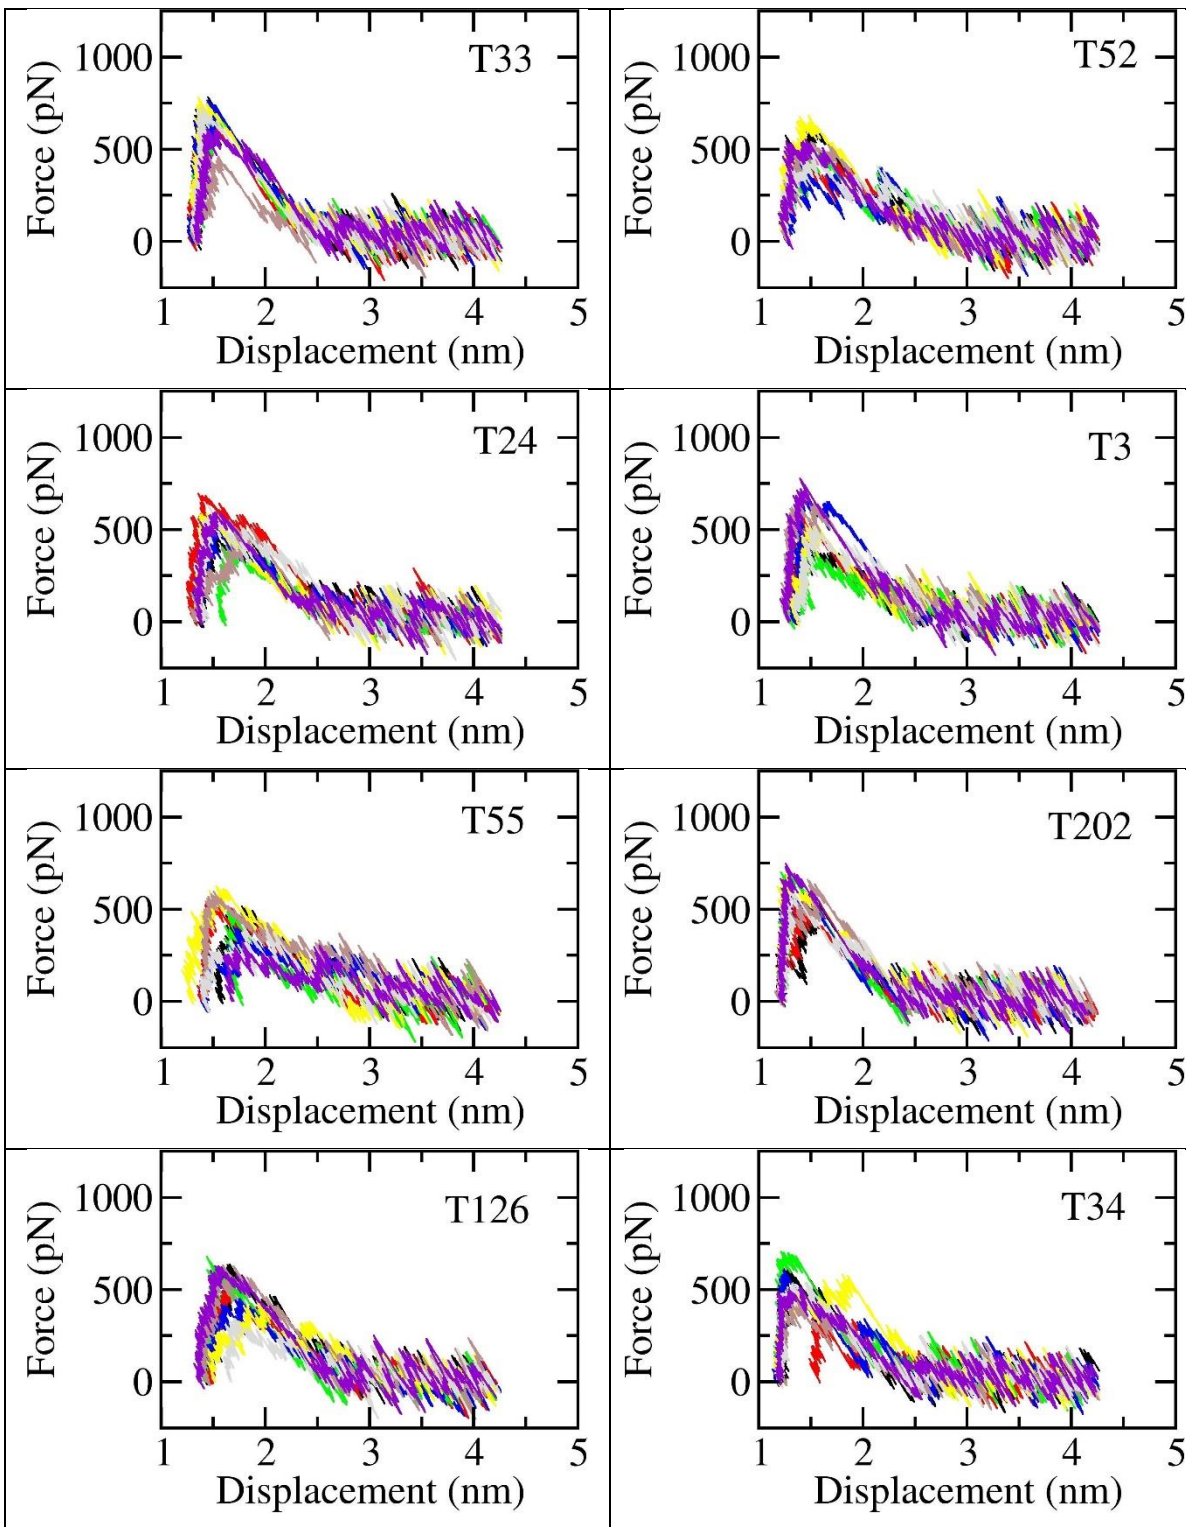 Force (pN)
1000
500
0
T33
1 2 3 4 5
Displacement (nm)
Force (pN)
1000
500
0
T52
1 2 3 4 5
Displacement (nm)
Force (pN)
1000
500
0
T24
1 2 3 4 5
Displacement (nm)
Force (pN)
1000
500
0
T3
1 2 3 4 5
Displacement (nm)
Force (pN)
1000
500
0
T55
1 2 3 4 5
Displacement (nm)
Force (pN)
1000
500
0
T202
1 2 3 4 5
Displacement (nm)
Force (pN)
1000
500
0
T126
1 2 3 4 5
Displacement (nm)
Force (pN)
1000
500
0
T34
1 2 3 4 5
Displacement (nm)